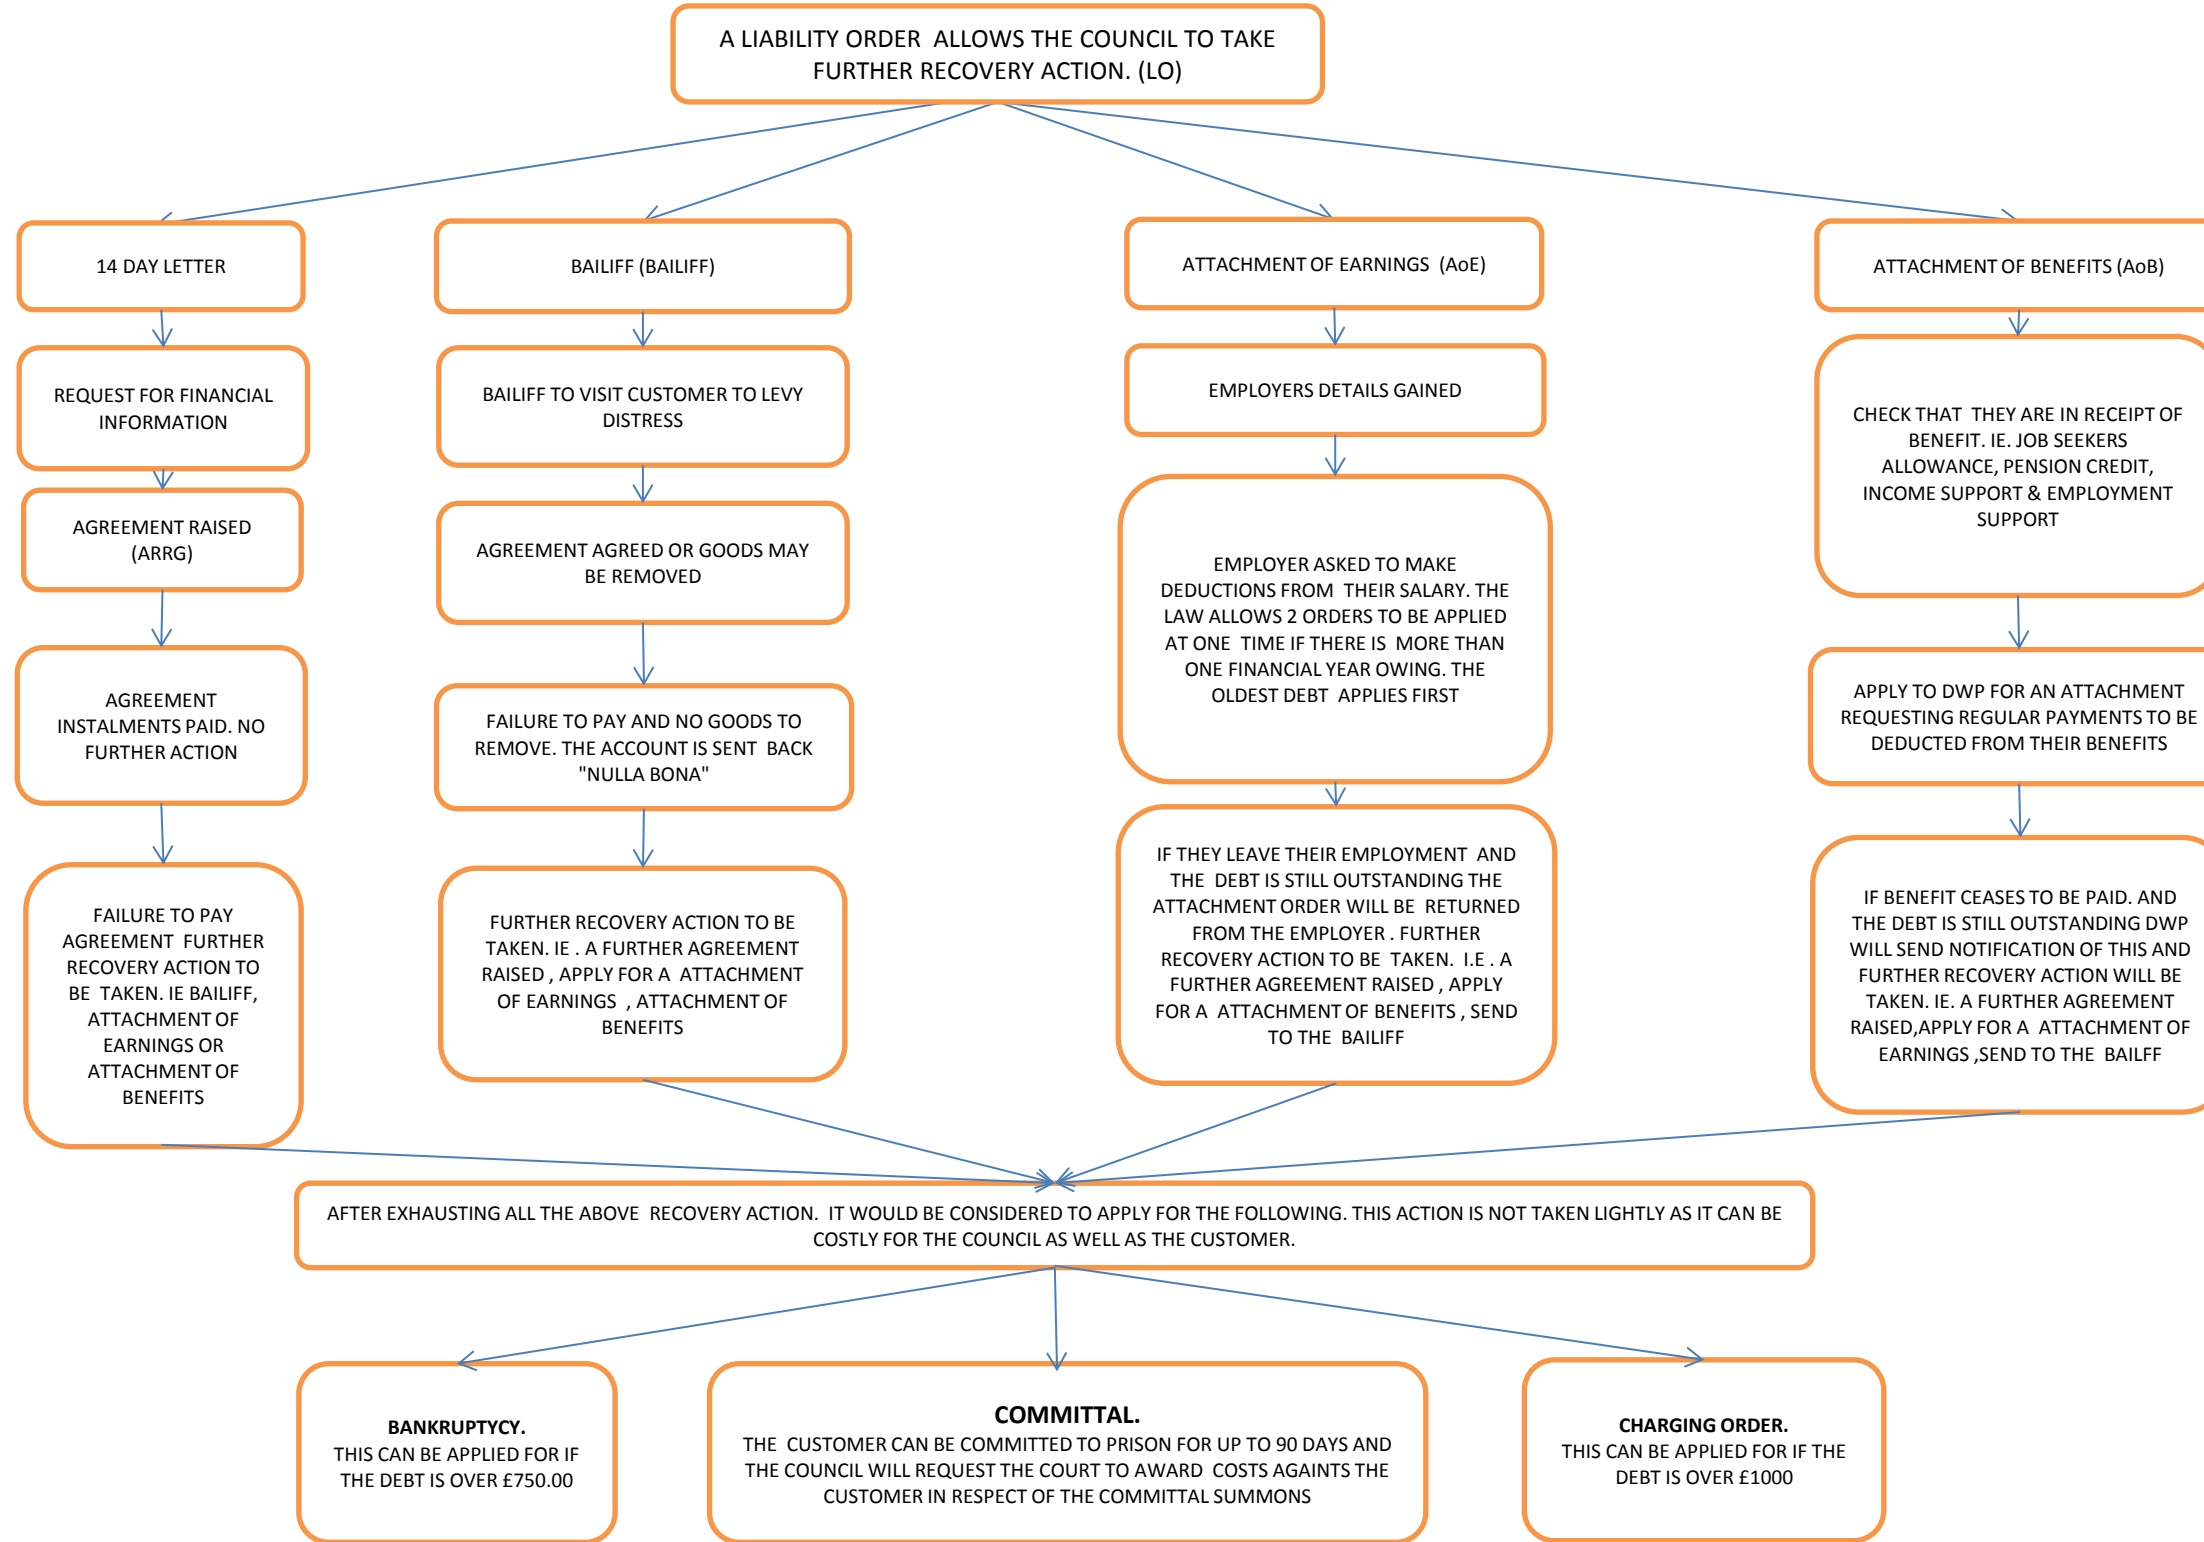 A LIABILITY ORDER ALLOWS THE COUNCIL TO TAKE
FURTHER RECOVERY ACTION. (LO)
14 DAY LETTER
BAILIFF (BAILIFF)
ATTACHMENT OF EARNINGS (AoE)
ATTACHMENT OF BENEFITS (AoB)
REQUEST FOR FINANCIAL
INFORMATION
BAILIFF TO VISIT CUSTOMER TO LEVY
DISTRESS
EMPLOYERS DETAILS GAINED
CHECK THAT THEY ARE IN RECEIPT OF
BENEFIT. IE. JOB SEEKERS
ALLOWANCE, PENSION CREDIT,
INCOME SUPPORT & EMPLOYMENT
SUPPORT
AGREEMENT RAISED
(ARRG)
AGREEMENT AGREED OR GOODS MAY
BE REMOVED
EMPLOYER ASKED TO MAKE
DEDUCTIONS FROM THEIR SALARY. THE
LAW ALLOWS 2 ORDERS TO BE APPLIED
AT ONE TIME IF THERE IS MORE THAN
ONE FINANCIAL YEAR OWING. THE
OLDEST DEBT APPLIES FIRST
AGREEMENT
INSTALMENTS PAID. NO
FURTHER ACTION
FAILURE TO PAY AND NO GOODS TO
REMOVE. THE ACCOUNT IS SENT BACK
"NULLA BONA"
APPLY TO DWP FOR AN ATTACHMENT
REQUESTING REGULAR PAYMENTS TO BE
DEDUCTED FROM THEIR BENEFITS
FAILURE TO PAY
AGREEMENT FURTHER
RECOVERY ACTION TO
BE TAKEN. IE BAILIFF,
ATTACHMENT OF
EARNINGS OR
ATTACHMENT OF
BENEFITS
FURTHER RECOVERY ACTION TO BE
TAKEN. IE . A FURTHER AGREEMENT
RAISED , APPLY FOR A ATTACHMENT
OF EARNINGS , ATTACHMENT OF
BENEFITS
IF THEY LEAVE THEIR EMPLOYMENT AND
THE DEBT IS STILL OUTSTANDING THE
ATTACHMENT ORDER WILL BE RETURNED
FROM THE EMPLOYER . FURTHER
RECOVERY ACTION TO BE TAKEN. I.E . A
FURTHER AGREEMENT RAISED , APPLY
FOR A ATTACHMENT OF BENEFITS , SEND
TO THE BAILIFF
IF BENEFIT CEASES TO BE PAID. AND
THE DEBT IS STILL OUTSTANDING DWP
WILL SEND NOTIFICATION OF THIS AND
FURTHER RECOVERY ACTION WILL BE
TAKEN. IE. A FURTHER AGREEMENT
RAISED,APPLY FOR A ATTACHMENT OF
EARNINGS ,SEND TO THE BAILFF
AFTER EXHAUSTING ALL THE ABOVE RECOVERY ACTION. IT WOULD BE CONSIDERED TO APPLY FOR THE FOLLOWING. THIS ACTION IS NOT TAKEN LIGHTLY AS IT CAN BE
COSTLY FOR THE COUNCIL AS WELL AS THE CUSTOMER.
BANKRUPTYCY.
THIS CAN BE APPLIED FOR IF
THE DEBT IS OVER £750.00
COMMITTAL.
THE CUSTOMER CAN BE COMMITTED TO PRISON FOR UP TO 90 DAYS AND
THE COUNCIL WILL REQUEST THE COURT TO AWARD COSTS AGAINTS THE
CUSTOMER IN RESPECT OF THE COMMITTAL SUMMONS
CHARGING ORDER.
THIS CAN BE APPLIED FOR IF THE
DEBT IS OVER £1000